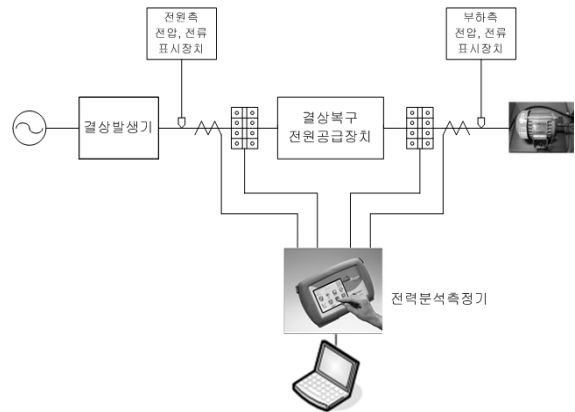 전원측
전압, 전류
표시장치
부하측
전압, 전류
표시장치
결상발생기
결상복구
전원공급장치
전력분석측정기